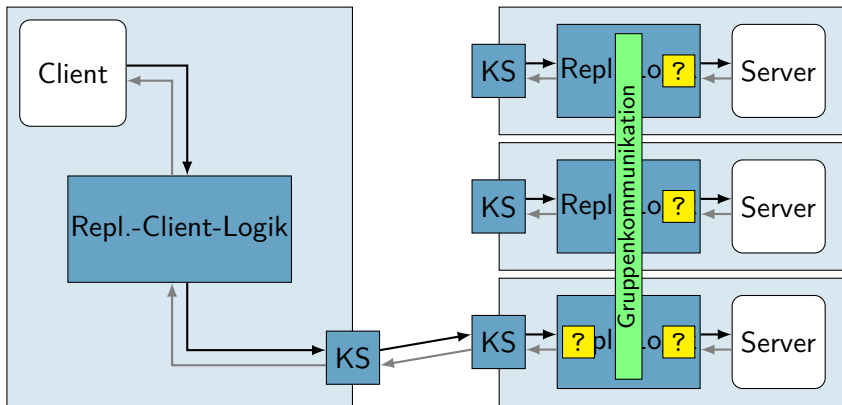 Client
Repl.-Client-Logik
KS
KS
Repl
Lo
?
Server
KS
Repl
Lo
?
Server
KS
?
pl
Lo
?
Server
Gruppenkommunikation